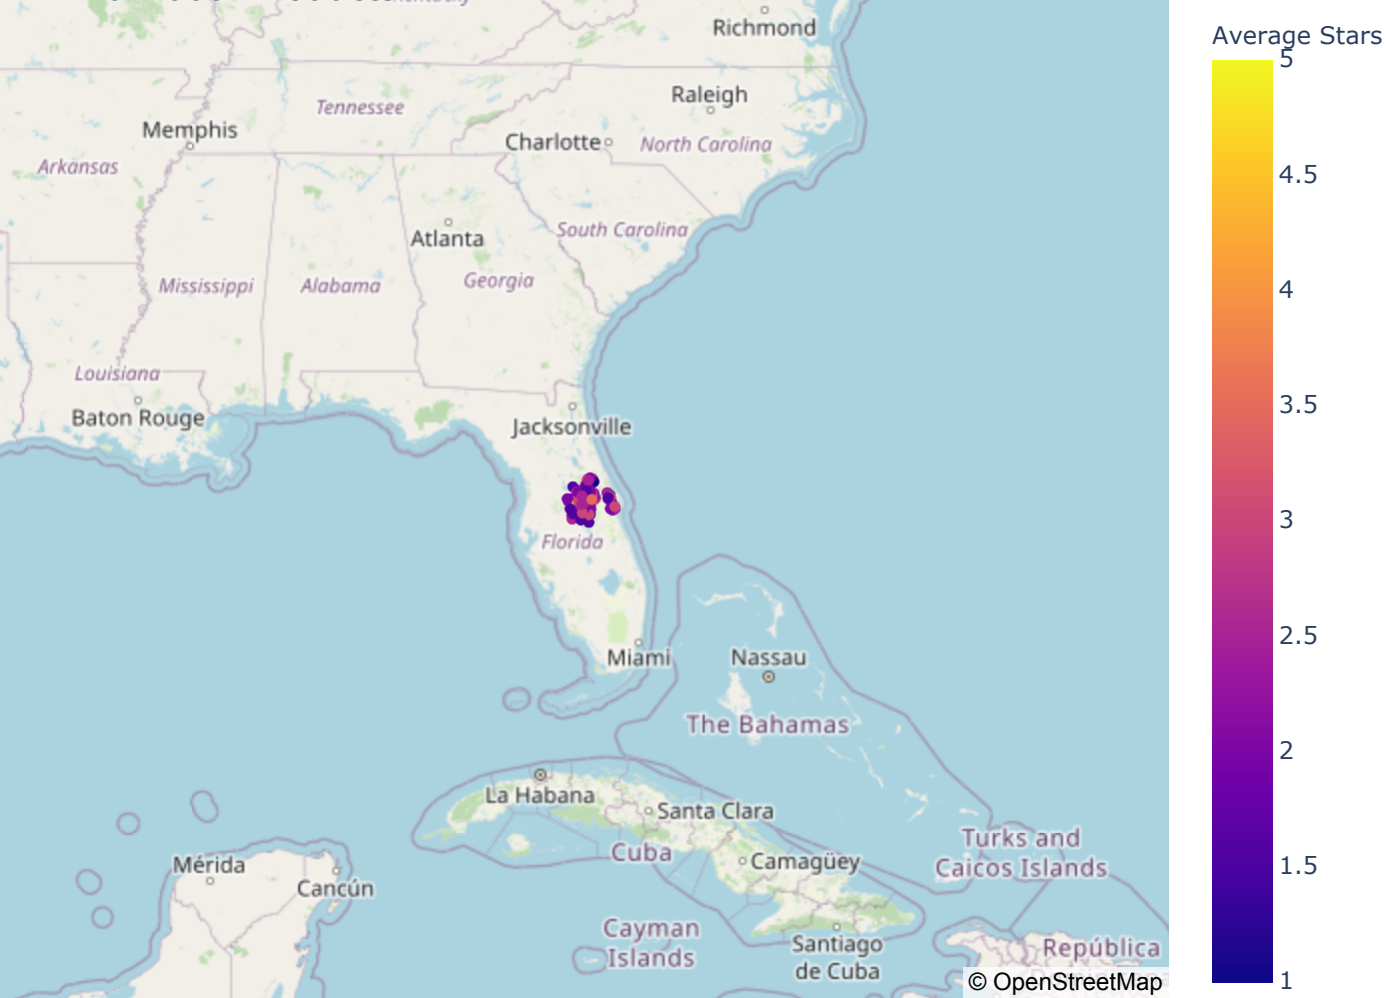 Kentucky
Richmond
Average Stars
5
Raleigh
Tennessee
Memphis
Charlotte
North Carolina
Arkansas
4.5
South Carolina
Atlanta
Mississippi
Alabama
Georgia
4
Louisiana
Baton Rouge
Jacksonville
3.5
3
Florida
2.5
Miami
Nassau
The Bahamas
2
La Habana
Santa Clara
Cuba
Camagüey
Turks and
Caicos Islands
1.5
Mérida
Cancún
Cayman
Islands
Santiago
de Cuba
República
© OpenStreetMap
1